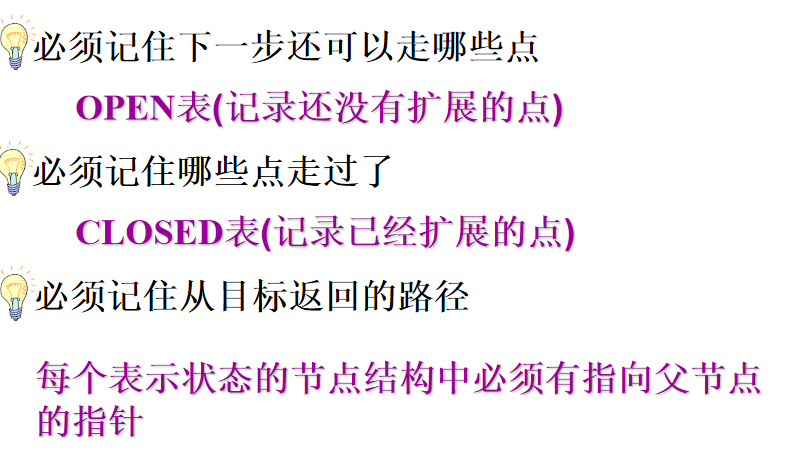 必须记住下一步还可以走哪些点
OPEN表(记录还没有扩展的点)
必须记住哪些点走过了
CLOSED表(记录已经扩展的点)
必须记住从目标返回的路径
每个表示状态的节点结构中必须有指向父节点
的指针